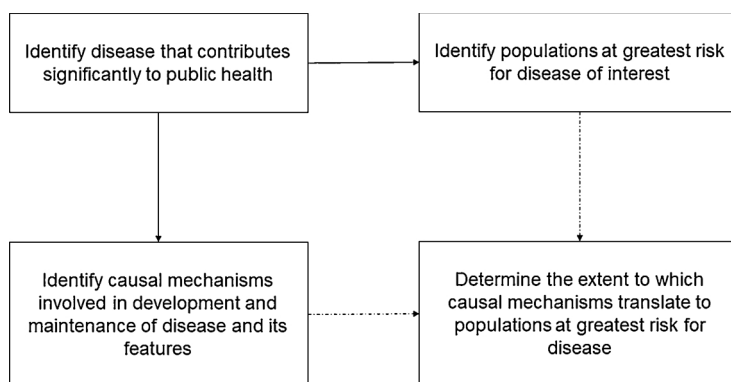 Identify disease that contributes
significantly to public health
Identify populations at greatest risk
for disease of interest
Identify causal mechanisms
involved in development and
maintenance of disease and its
features
Determine the extent to which
causal mechanisms translate to
populations at greatest risk for
disease